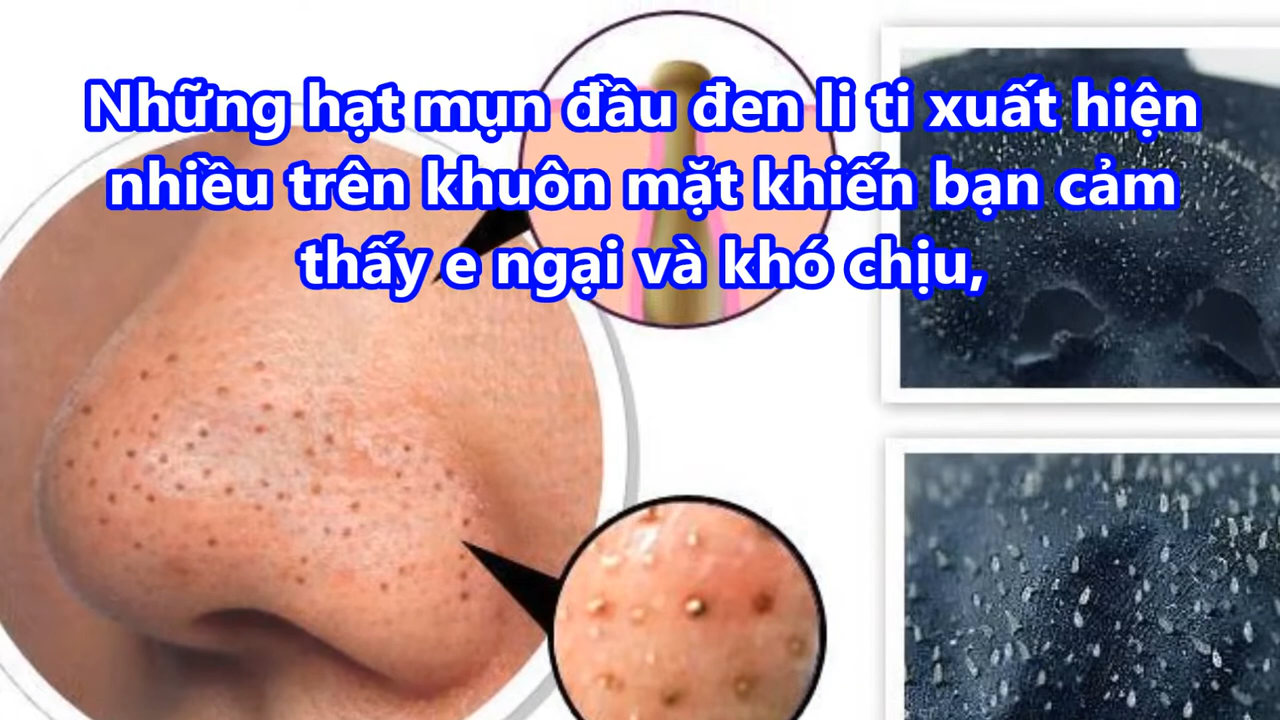 Những hạt mụn đầu đen li ti xuất hiện
nhiều trên khuôn mặt khiến bạn cảm
thấy e ngại và khó chịu,